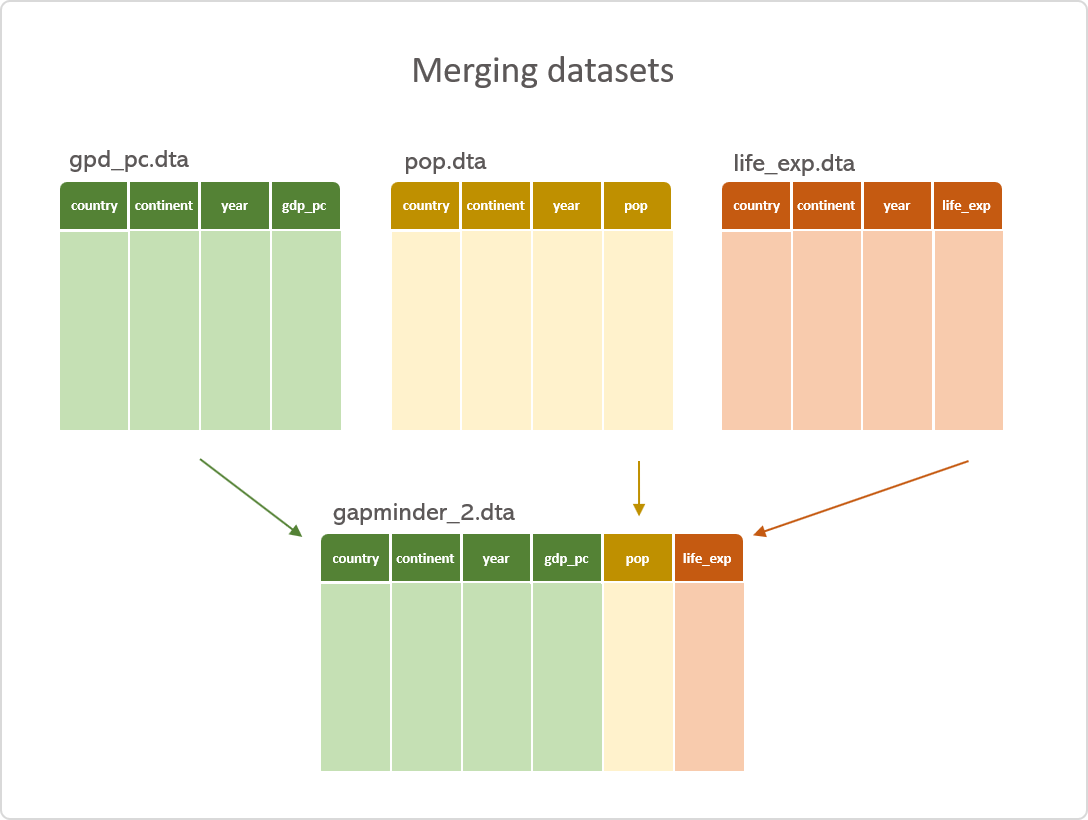 Merging datasets
gpd_pc.dta
country continent year gdp_pc
pop.dta
country continent year pop
life_exp.dta
country continent year life_exp
gapminder_2.dta
country continent year gdp_pc pop life_exp